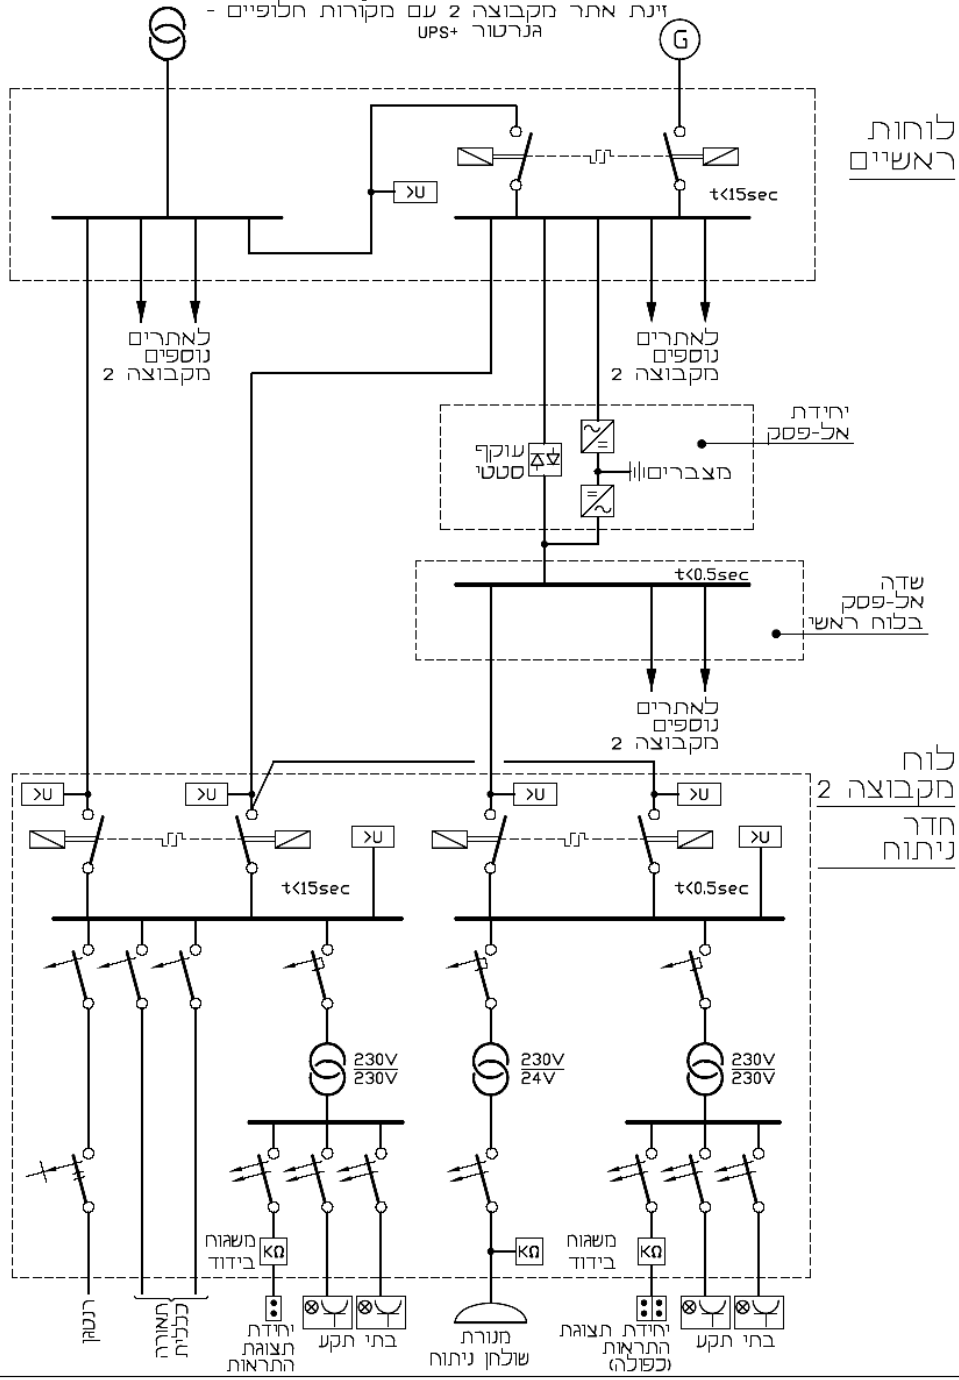 זינת אתר מקבוצה 2 עם מקורות חלופיים -
גנרטור +UPS
G
לוחות
ראשיים
>U
t<15sec
לאתרים
נוספים
מקבוצה 2
לאתרים
נוספים
מקבוצה 2
יחידת
אל-פסק
עוקף
סטטי
מצברים
t<0.5sec
שדה
אל-פסק
בלוח ראשי
לאתרים
נוספים
מקבוצה 2
לוח
מקבוצה 2
חדר
ניתוח
>U
>U
>U
>U
>U
>U
t<15sec
t<0.5sec
230V
230V
230V
24V
230V
230V
משגוח
בידוד
KΩ
KΩ
משגוח
בידוד
KΩ
רנטגן
תאורה
כללית
יחידת
תצוגת
התראות
בתי תקע
מנורת
שולחן ניתוח
יחידת תצוגת
התראות
(כפולה)
בתי תקע